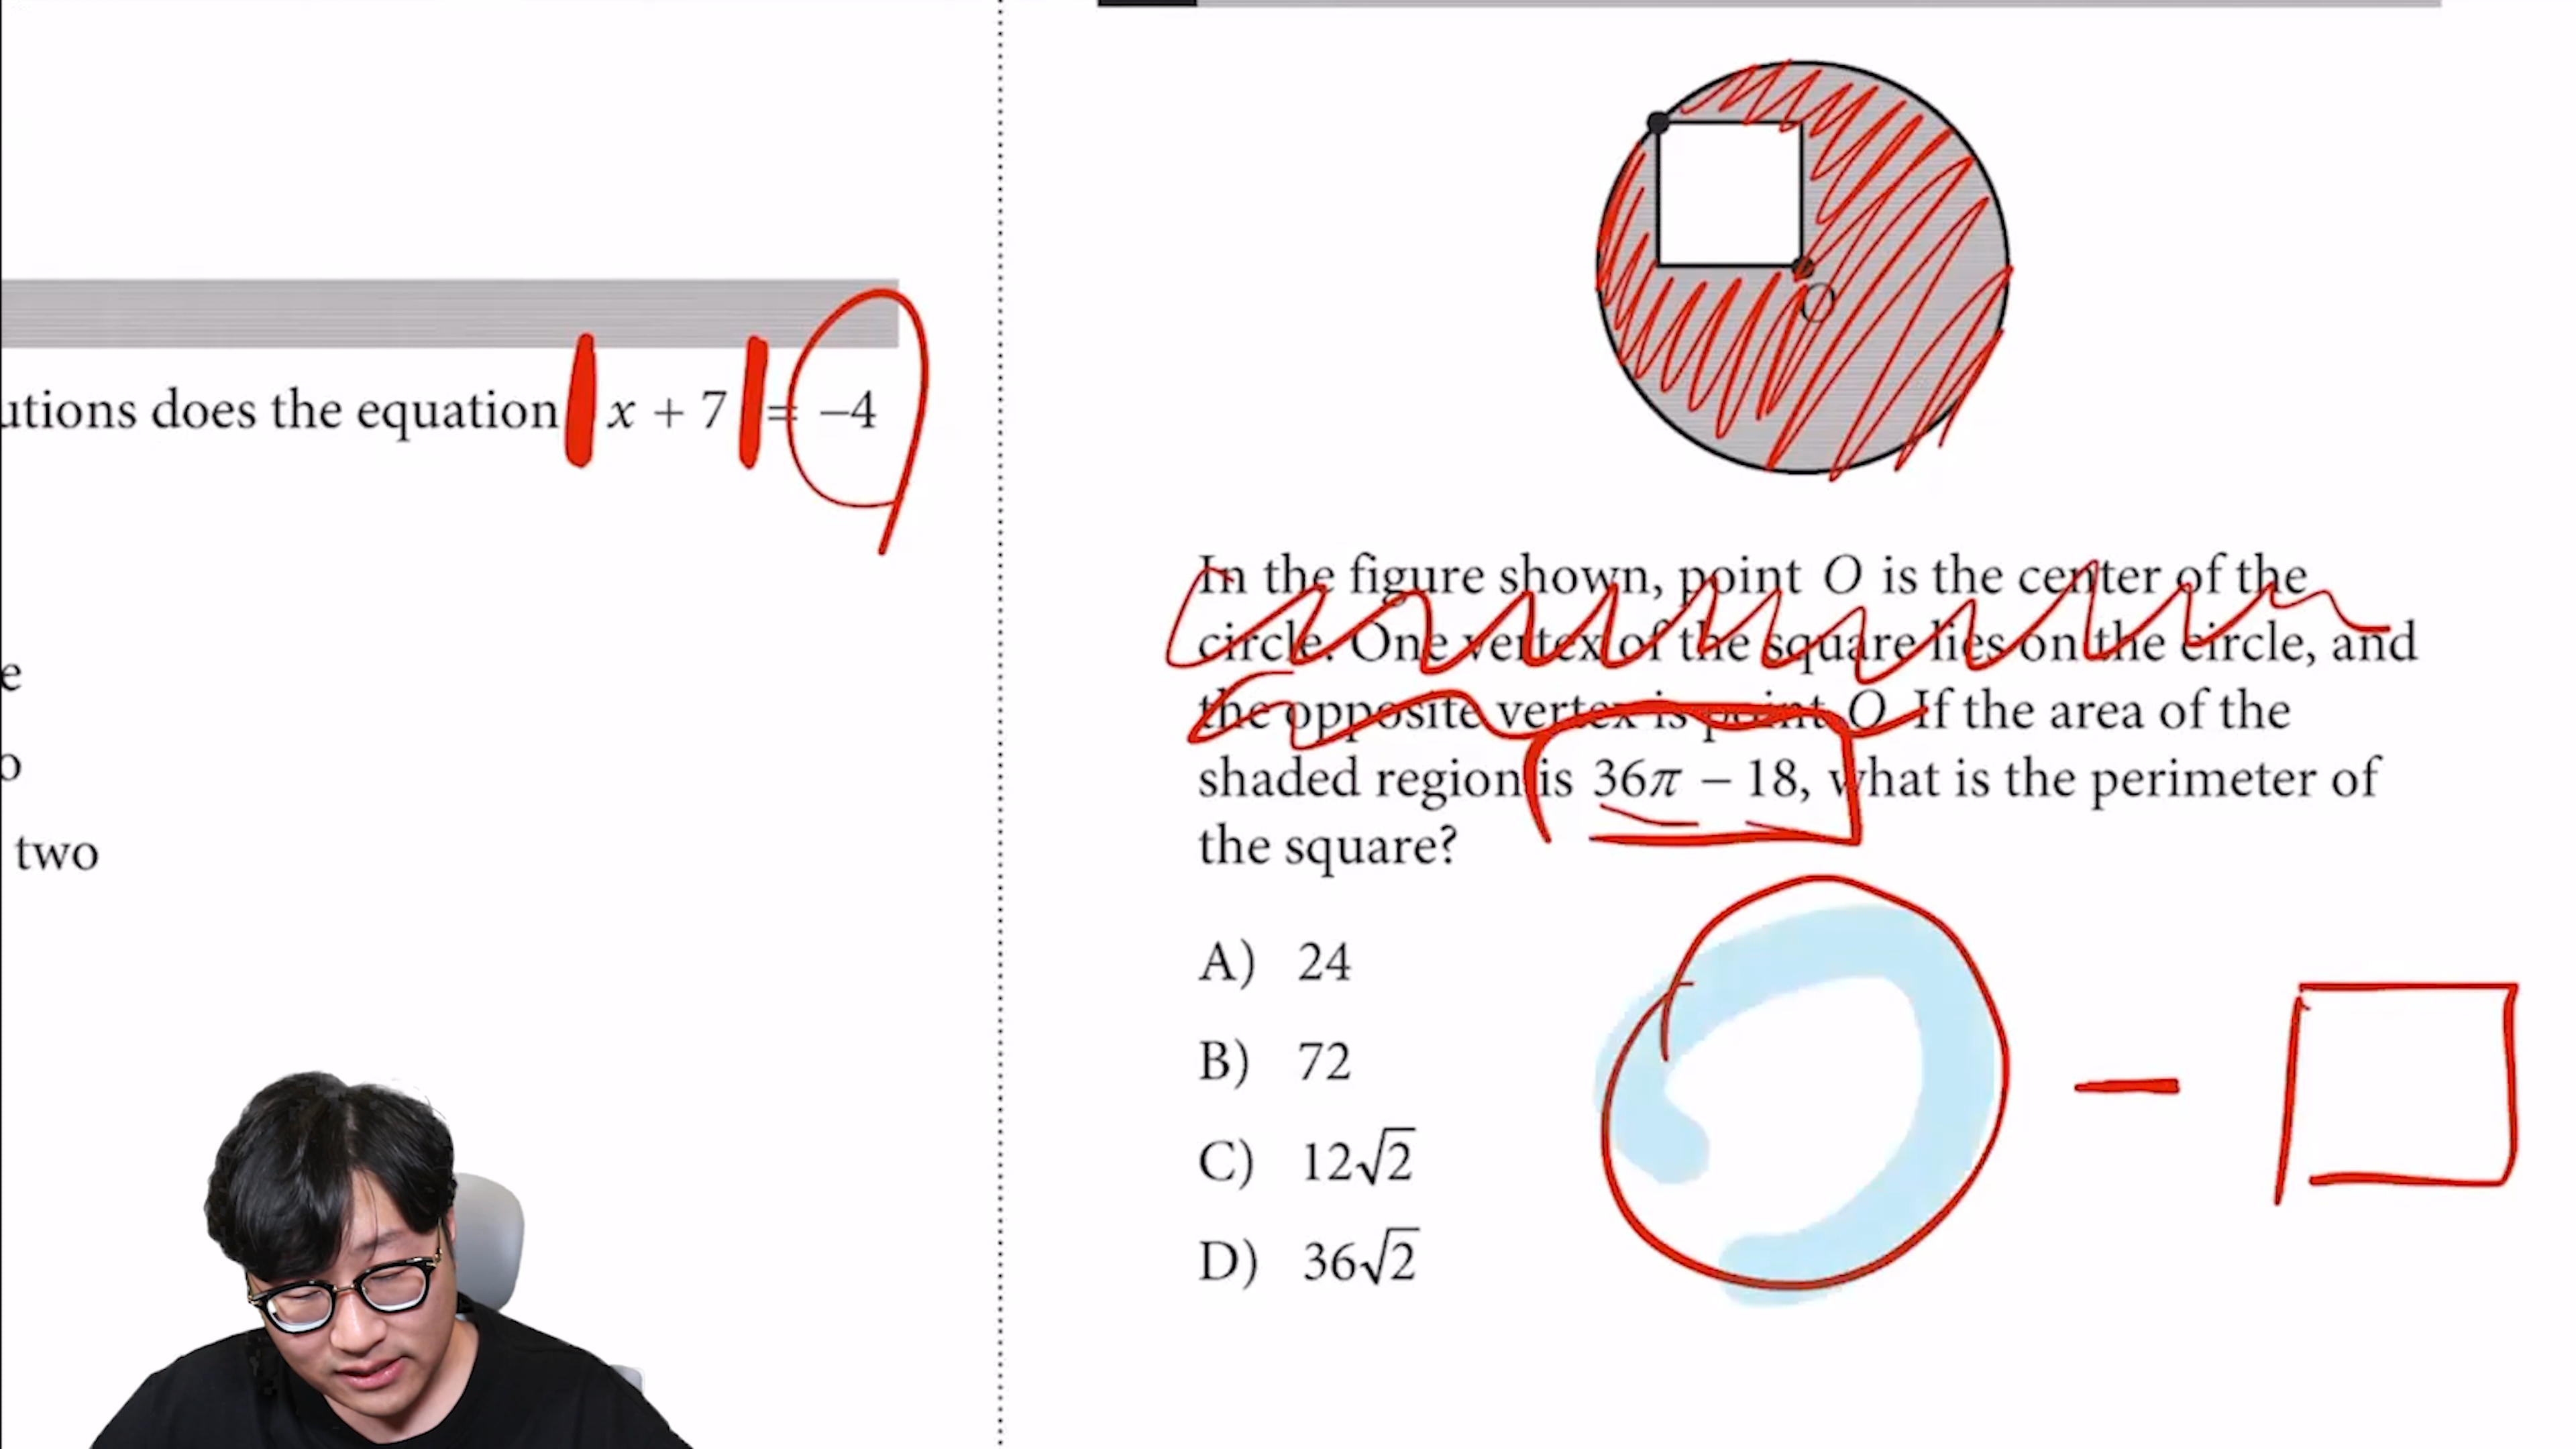 utions does the equation | x + 7 | = −4
e
o
two
O
In the figure shown, point O is the center of the
circle. One vertex of the square lies on the circle, and
the opposite vertex is point O. If the area of the
shaded region is 36π − 18, what is the perimeter of
the square?
A) 24
B) 72
C) 12√2
D) 36√2
−